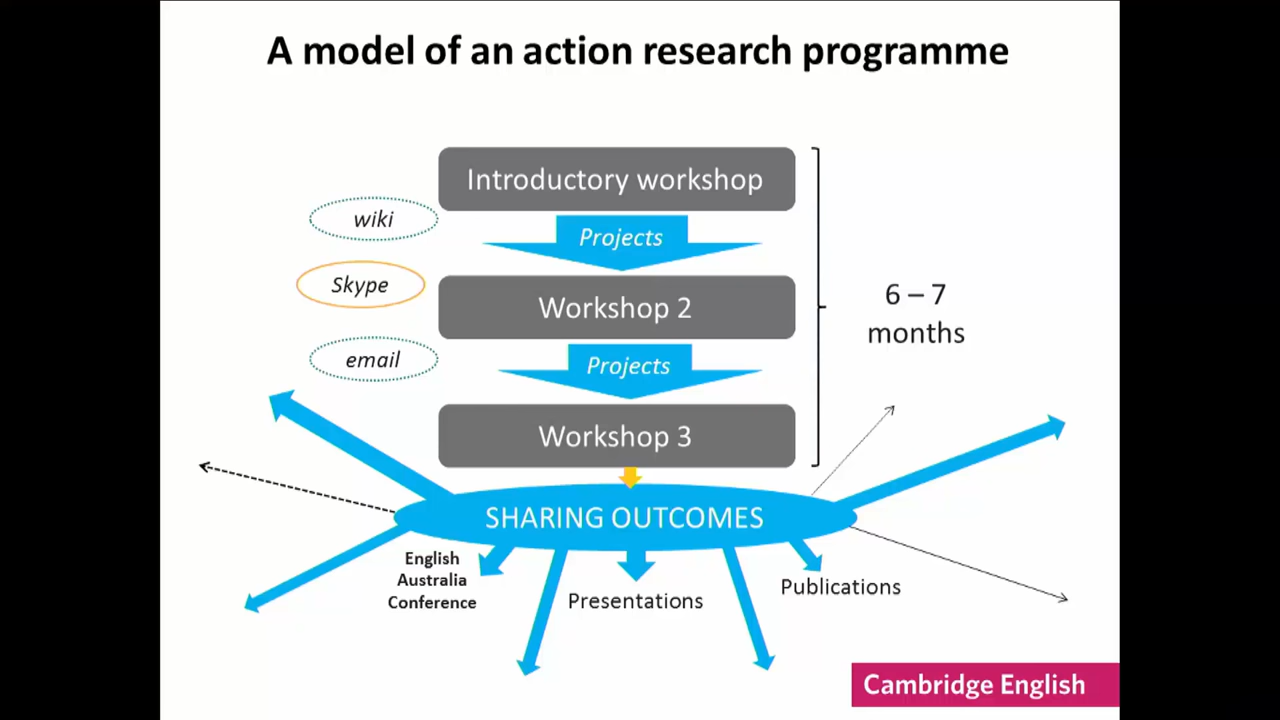 A model of an action research programme
Introductory workshop
wiki
Projects
Skype
Workshop 2
6 – 7
months
email
Projects
Workshop 3
SHARING OUTCOMES
English
Australia
Conference
Presentations
Publications
Cambridge English